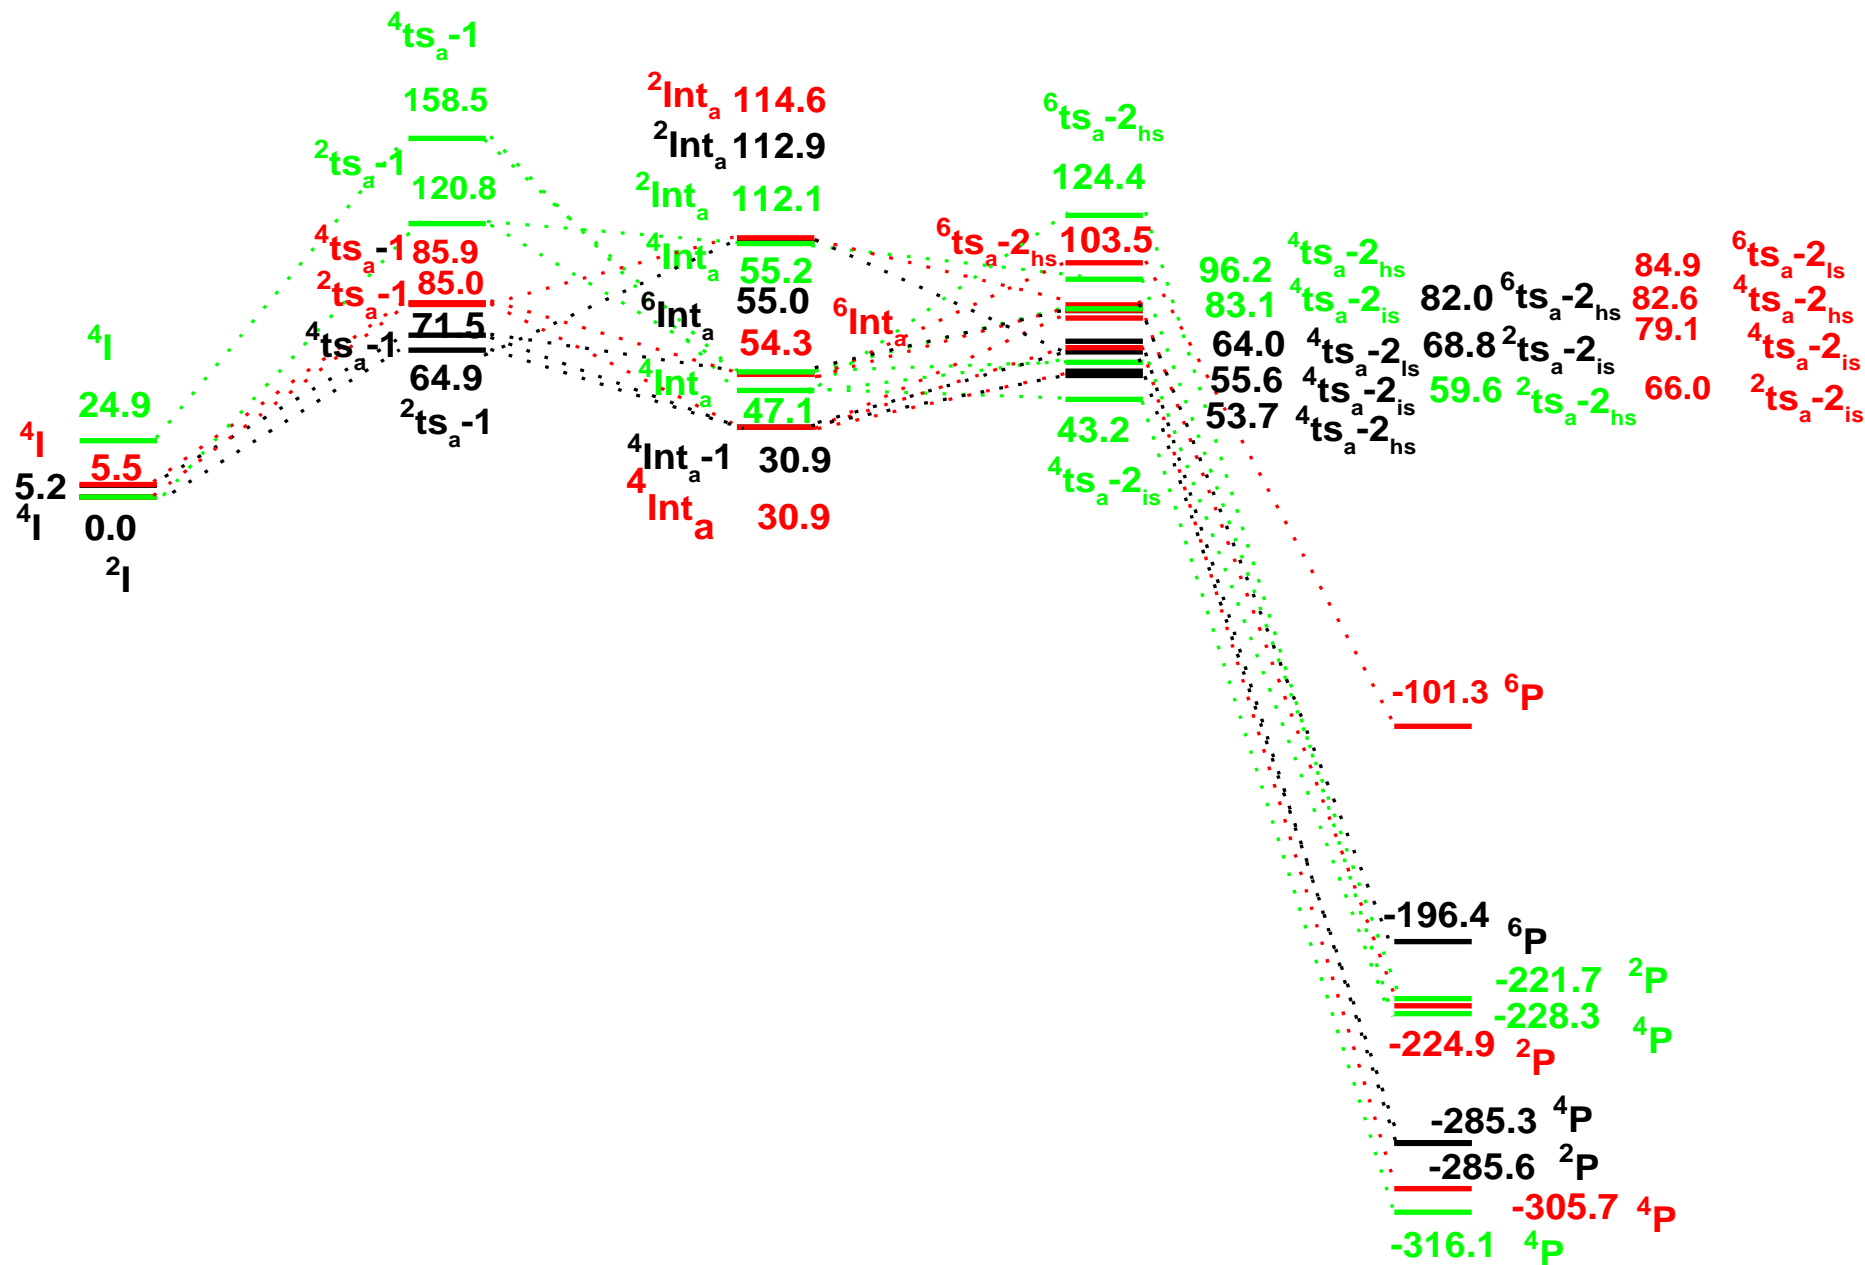 ⁴tsₐ-1
158.5
²tsₐ-1
120.8
⁴tsₐ-1 85.9
²tsₐ-1 85.0
⁴tsₐ-1 71.5
64.9
²tsₐ-1
⁴I
24.9
⁴I
5.5
5.2
⁴I
0.0
²I
²Intₐ 114.6
²Intₐ 112.9
²Intₐ 112.1
⁴Intₐ 55.2
55.0
⁶Intₐ
54.3
⁶Intₐ
⁴Intₐ
47.1
⁴Intₐ-1 30.9
⁴Intₐ 30.9
⁶tsₐ-2hs
124.4
⁶tsₐ-2hs 103.5
43.2
⁴tsₐ-2is
96.2 ⁴tsₐ-2hs
83.1 ⁴tsₐ-2is
64.0 ⁴tsₐ-2ls
55.6 ⁴tsₐ-2is
53.7 ⁴tsₐ-2hs
82.0 ⁶tsₐ-2hs
68.8 ²tsₐ-2is
59.6 ²tsₐ-2hs
84.9 ⁶tsₐ-2ls
82.6 ⁴tsₐ-2hs
79.1 ⁴tsₐ-2is
66.0 ²tsₐ-2is
-101.3 ⁶P
-196.4 ⁶P
-221.7 ²P
-228.3 ⁴P
-224.9 ²P
-285.3 ⁴P
-285.6 ²P
-305.7 ⁴P
-316.1 ⁴P